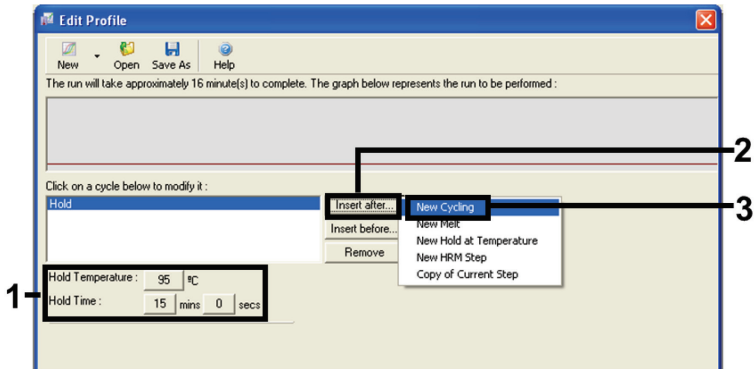 Edit Profile
New Open Save As Help
The run will take approximately 16 minute(s) to complete. The graph below represents the run to be performed :
2
Click on a cycle below to modify it :
Hold
Insert after...
New Cycling
3
New Melt
Insert before...
New Hold at Temperature
Remove
New HRM Step
Copy of Current Step
1
Hold Temperature : 95 ºC
Hold Time : 15 mins 0 secs